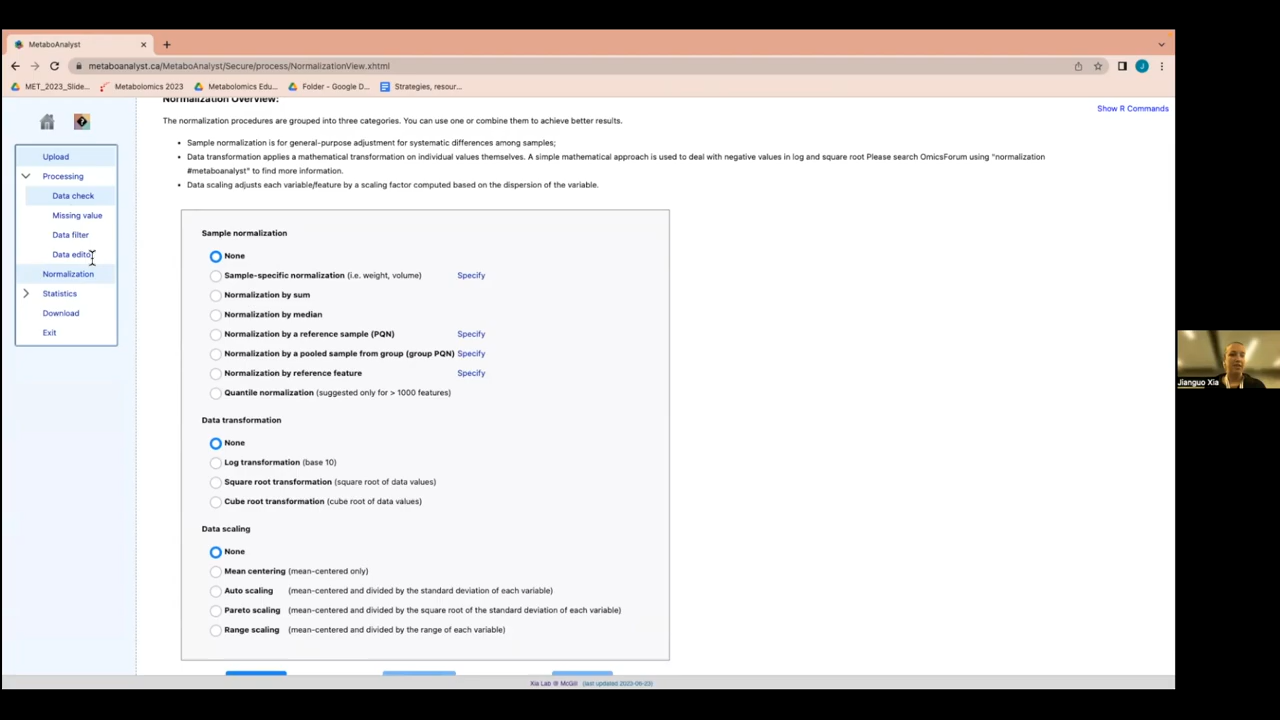 MetaboAnalyst
metaboanalyst.ca/MetaboAnalyst/Secure/process/NormalizationView.xhtml
J
MET_2023_Slide...
Metabolomics 2023
Metabolomics Edu...
Folder - Google D...
Strategies, resour...
Upload
Processing
Data check
Missing value
Data filter
Data editor
Normalization
Statistics
Download
Exit
Normalization Overview:
Show R Commands
The normalization procedures are grouped into three categories. You can use one or combine them to achieve better results.
Sample normalization is for general-purpose adjustment for systematic differences among samples;
Data transformation applies a mathematical transformation on individual values themselves. A simple mathematical approach is used to deal with negative values in log and square root Please search OmicsForum using "normalization
#metaboanalyst" to find more information.
Data scaling adjusts each variable/feature by a scaling factor computed based on the dispersion of the variable.
Sample normalization
None
Sample-specific normalization (i.e. weight, volume) Specify
Normalization by sum
Normalization by median
Normalization by a reference sample (PQN) Specify
Normalization by a pooled sample from group (group PQN) Specify
Normalization by reference feature Specify
Quantile normalization (suggested only for > 1000 features)
Data transformation
None
Log transformation (base 10)
Square root transformation (square root of data values)
Cube root transformation (cube root of data values)
Data scaling
None
Mean centering (mean-centered only)
Auto scaling (mean-centered and divided by the standard deviation of each variable)
Pareto scaling (mean-centered and divided by the square root of the standard deviation of each variable)
Range scaling (mean-centered and divided by the range of each variable)
Xia Lab @ McGill (last updated 2023-06-23)
Jianguo Xia